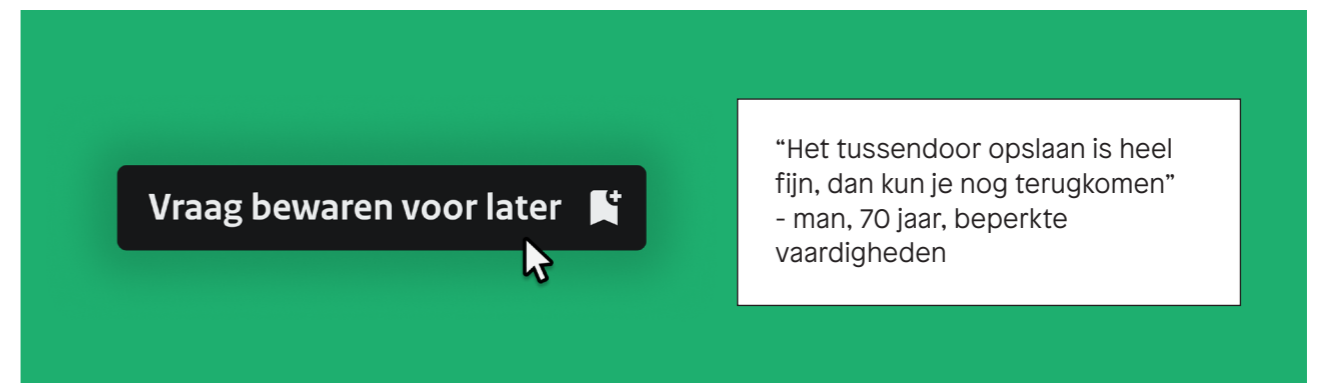 Vraag bewaren voor later
“Het tussendoor opslaan is heel
fijn, dan kun je nog terugkomen”
- man, 70 jaar, beperkte
vaardigheden